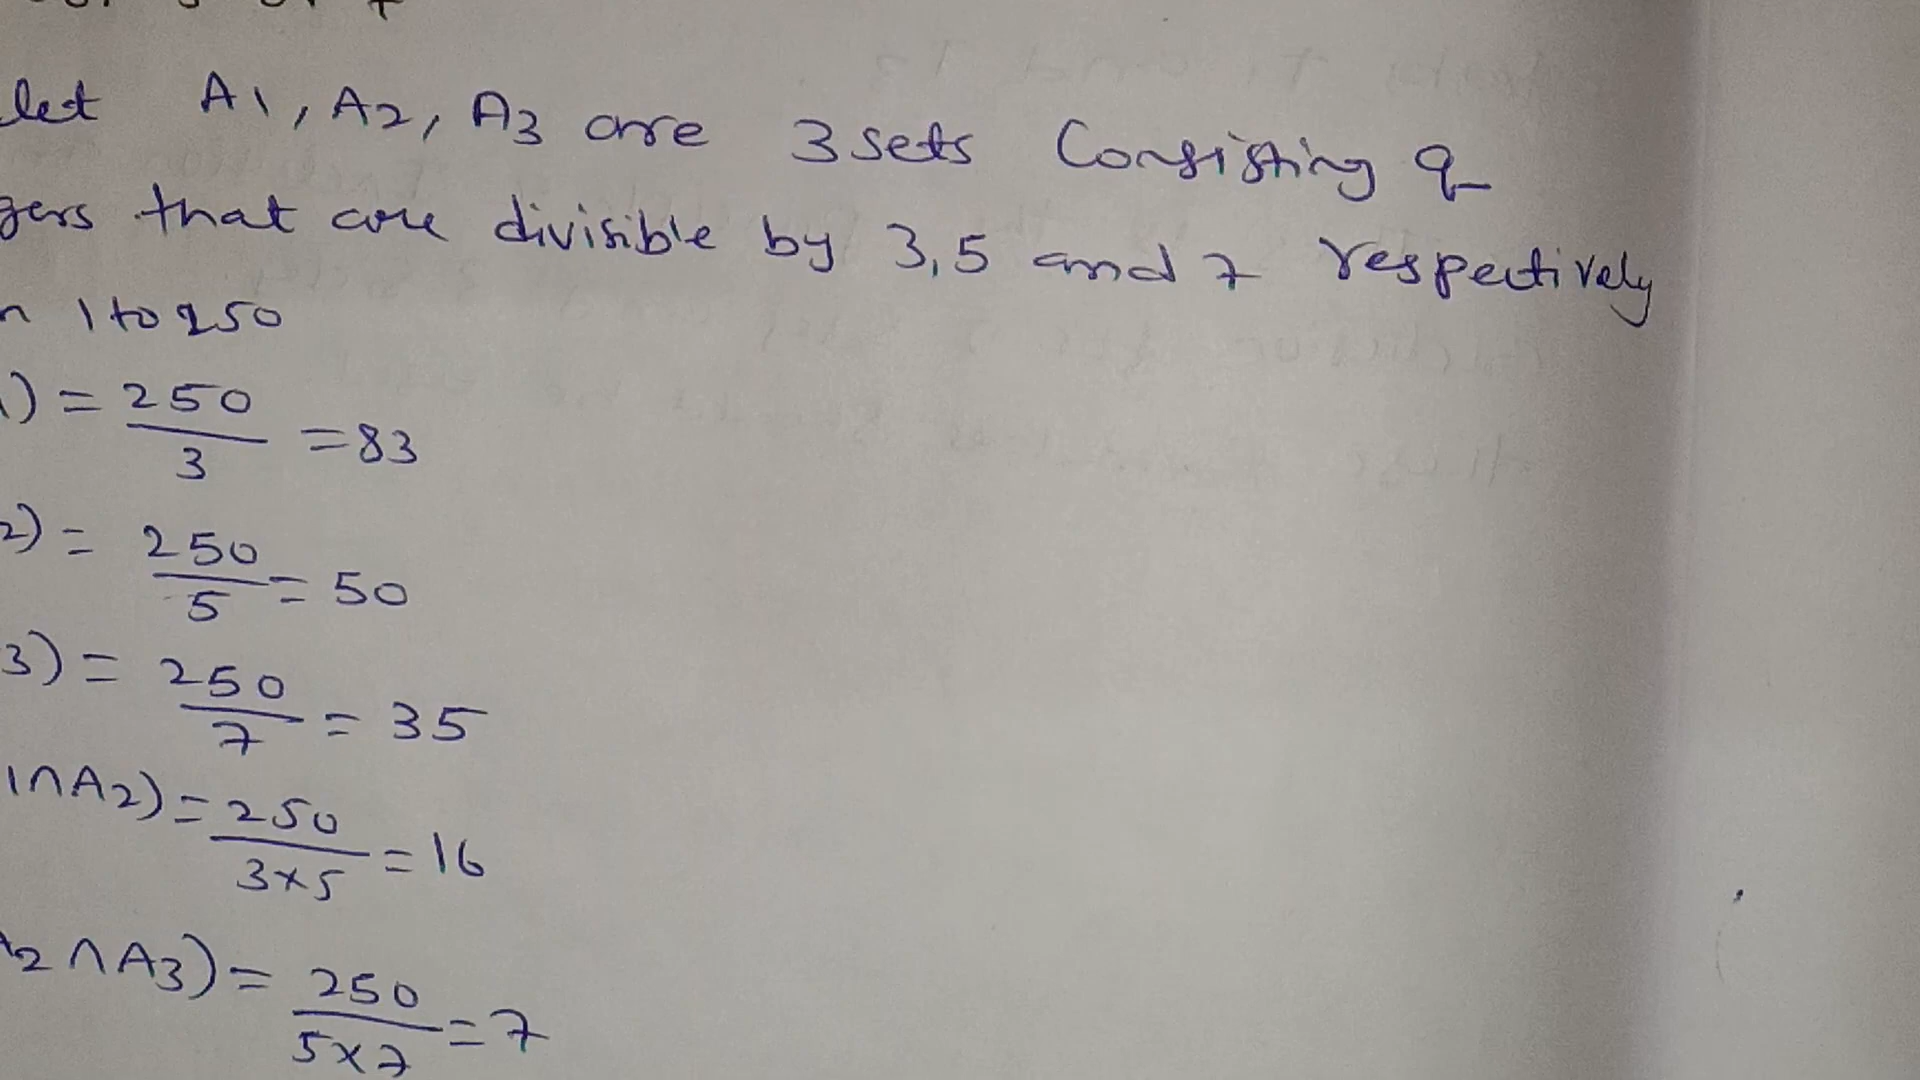 let A1, A2, A3 are 3 sets Consisting of
gers that are divisible by 3,5 and 7 respectively
n 1 to 250
1) = 250/3 = 83
2) = 250/5 = 50
3) = 250/7 = 35
1∩A2) = 250/3×5 = 16
A2∩A3) = 250/5×7 = 7